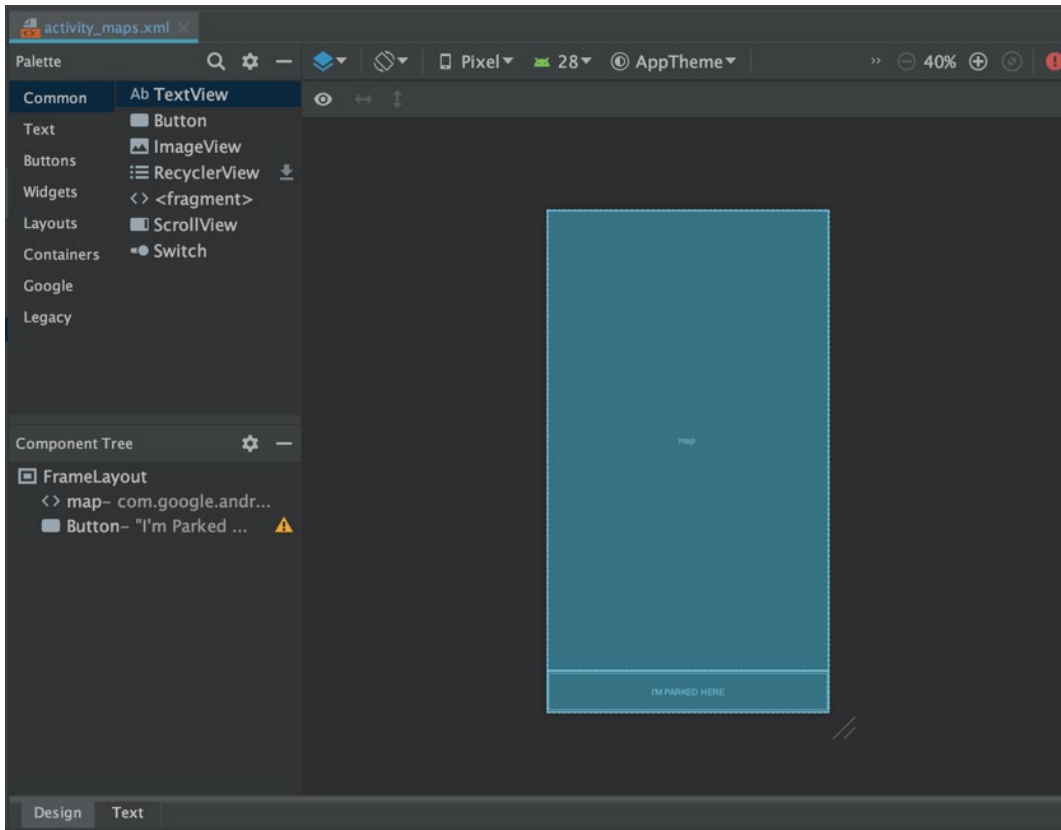 activity_maps.xml
Palette
Pixel 28 AppTheme » 40%
Common
Text
Buttons
Widgets
Layouts
Containers
Google
Legacy
Ab TextView
Button
ImageView
RecyclerView
<> <fragment>
ScrollView
Switch
map
I'M PARKED HERE
Component Tree
FrameLayout
<> map– com.google.andr...
Button– "I'm Parked ...
Design Text